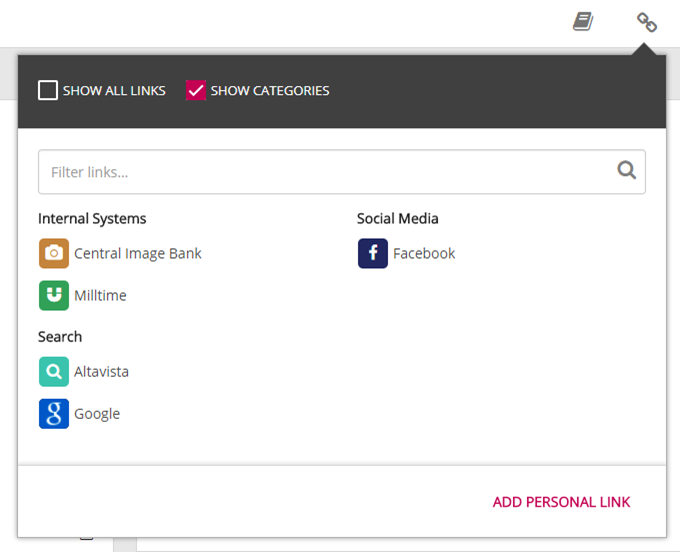 SHOW ALL LINKS SHOW CATEGORIES
Filter links...
Internal Systems
Central Image Bank
Milltime
Search
Altavista
Google
Social Media
Facebook
ADD PERSONAL LINK